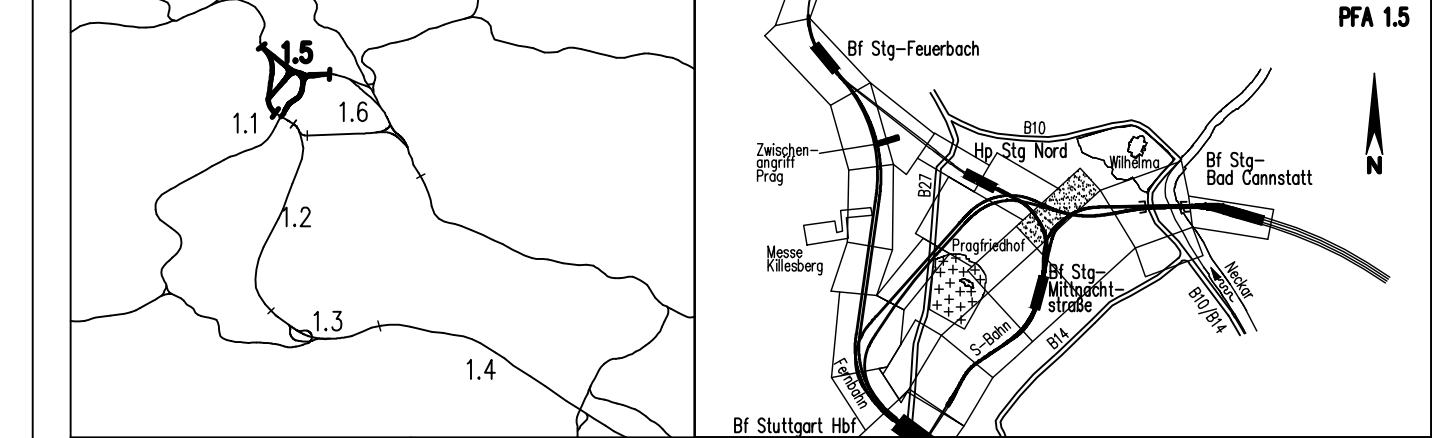 1.5
1.6
1.1
1.2
1.3
1.4
PFA 1.5
Bf Stg-Feuerbach
N
Zwischen-
angriff
Prag
B10
Hp Stg Nord
Wilhelma
Bf Stg-
Bad Cannstatt
B27
Messe
Killesberg
Pragfriedhof
Bf Stg-
Mittnacht-
straße
Neckar
B10/B14
S-Bahn
B14
Fernbahn
Bf Stuttgart Hbf